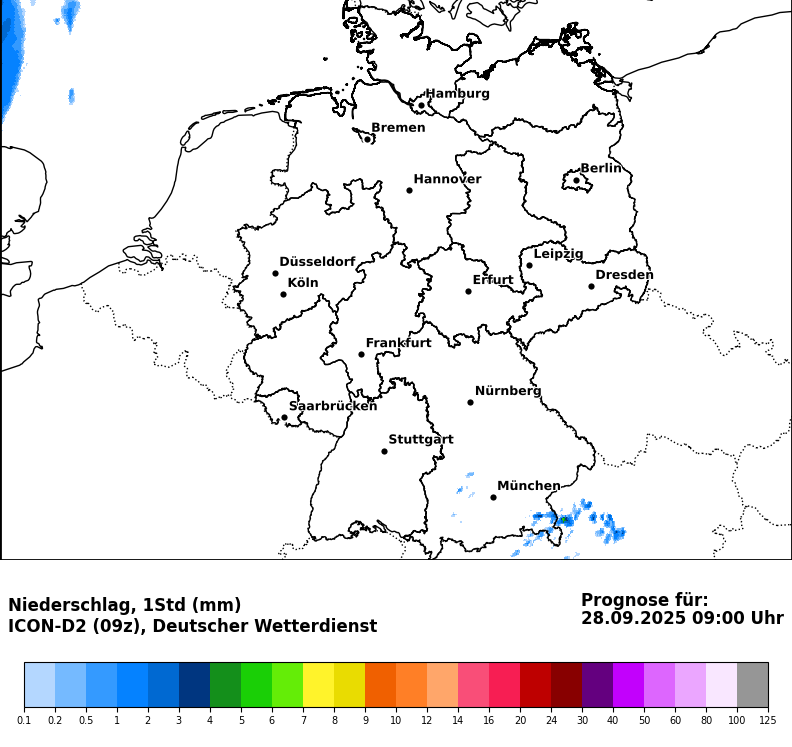 Hamburg
Bremen
Berlin
Hannover
Leipzig
Düsseldorf
Dresden
Köln
Erfurt
Frankfurt
Nürnberg
Saarbrücken
Stuttgart
München
Niederschlag, 1Std (mm)
ICON-D2 (09z), Deutscher Wetterdienst
Prognose für:
28.09.2025 09:00 Uhr
0.1 0.2 0.5 1 2 3 4 5 6 7 8 9 10 12 14 16 20 24 30 40 50 60 80 100 125